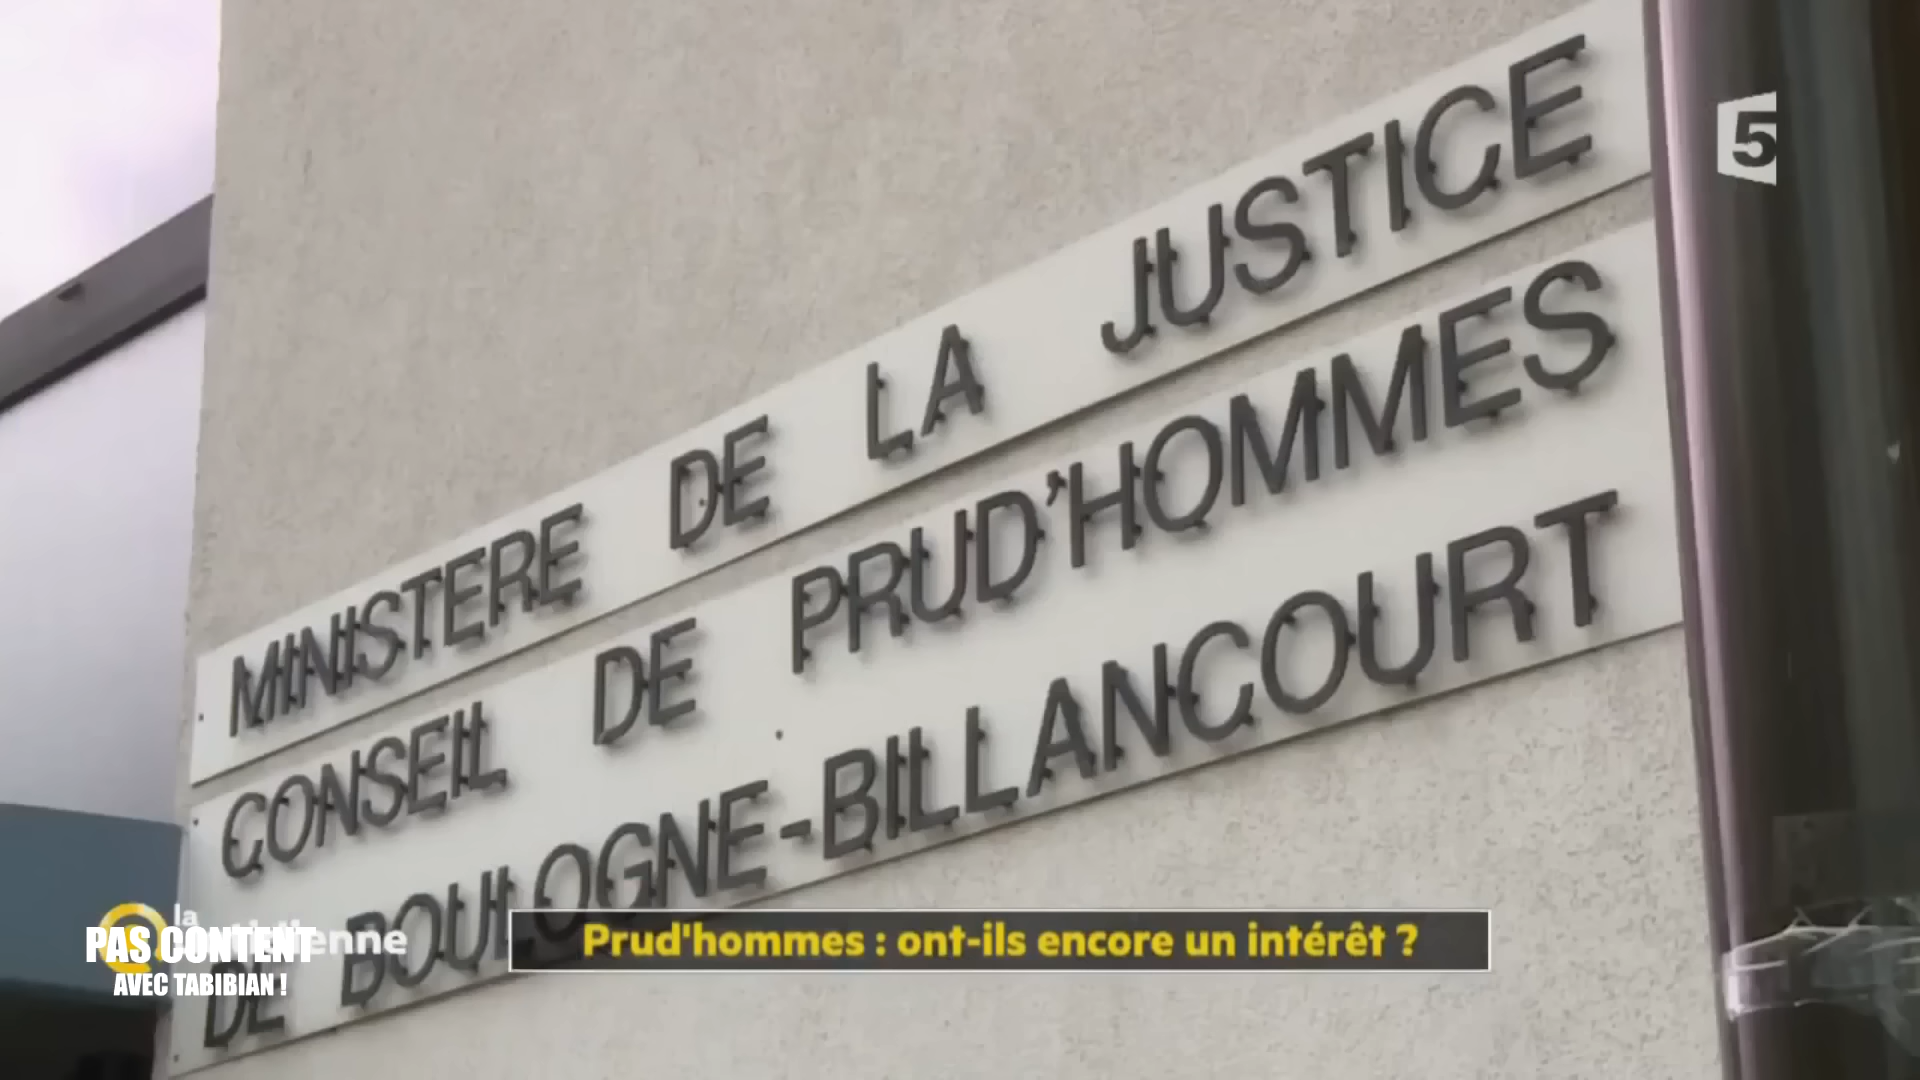 5
MINISTERE DE LA JUSTICE
CONSEIL DE PRUD'HOMMES
DE BOULOGNE-BILLANCOURT
la
PAS CONTENT
AVEC TABIBIAN !
Prud'hommes : ont-ils encore un intérêt ?